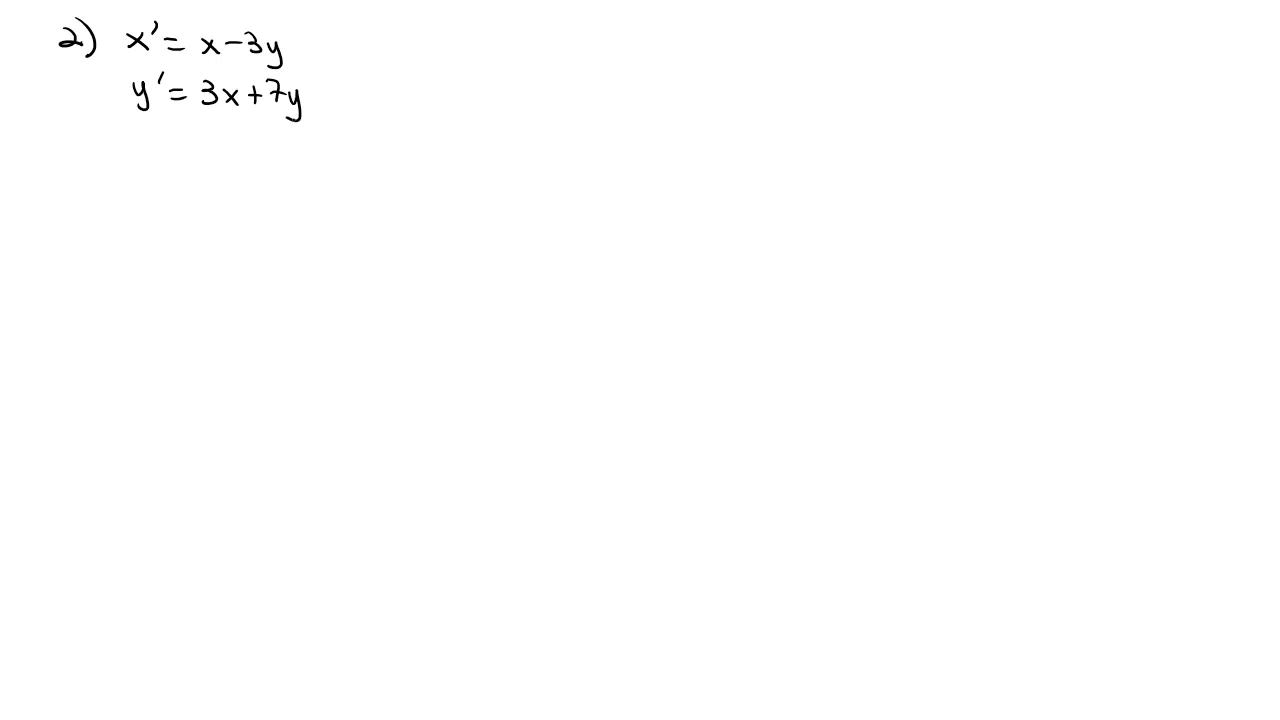 2) x' = x - 3y
y' = 3x + 7y